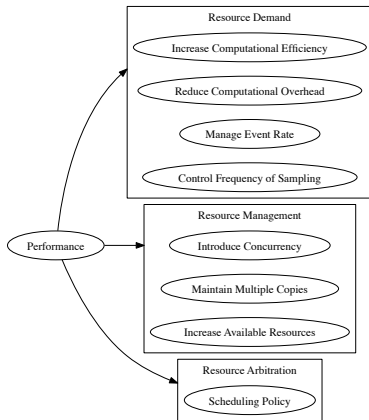 Resource Demand
Increase Computational Efficiency
Reduce Computational Overhead
Manage Event Rate
Control Frequency of Sampling
Performance
Resource Management
Introduce Concurrency
Maintain Multiple Copies
Increase Available Resources
Resource Arbitration
Scheduling Policy